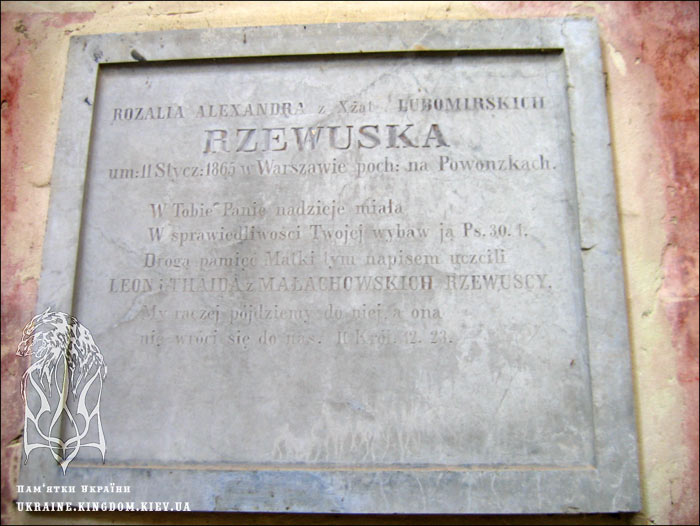 ROZALIA ALEXANDRA z Xżąt LUBOMIRSKICH
RZEWUSKA
um: 11 Stycz: 1865 w Warszawie poch: na Powonzkach.
W Tobie Panie nadzieję miała
W sprawiedliwości Twojej wybaw ją Ps. 30. 1.
Drogą pamięć Matki tym napisem uczcili
LEON i THAIDA z MAŁACHOWSKICH RZEWUSCY.
My raczej pójdziemy do niej, a ona
nie wróci się do nas. II Król. 12. 23.
Пам'ятки України
UKRAINE.KINGDOM.KIEV.UA